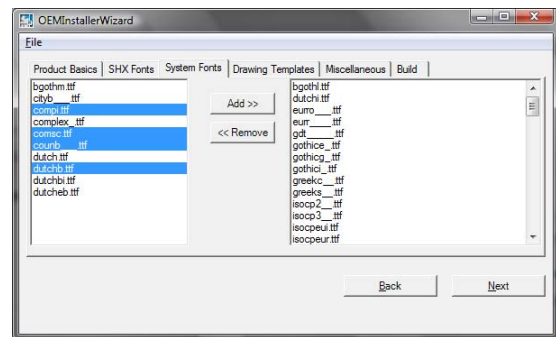 OEMInstallerWizard
File
Product Basics SHX Fonts System Fonts Drawing Templates Miscellaneous Build
bgothm.ttf
cityb___.ttf
compi.ttf
complex_.ttf
comsc.ttf
counb___.ttf
dutch.ttf
dutchb.ttf
dutchbi.ttf
dutcheb.ttf
Add >>
<< Remove
bgothl.ttf
dutchi.ttf
eurro___.ttf
eurr____.ttf
gdt_____.ttf
gothice_.ttf
gothicg_.ttf
gothici_.ttf
greekc__.ttf
greeks__.ttf
isocp2__.ttf
isocp3__.ttf
isocpeui.ttf
isocpeur.ttf
Back Next